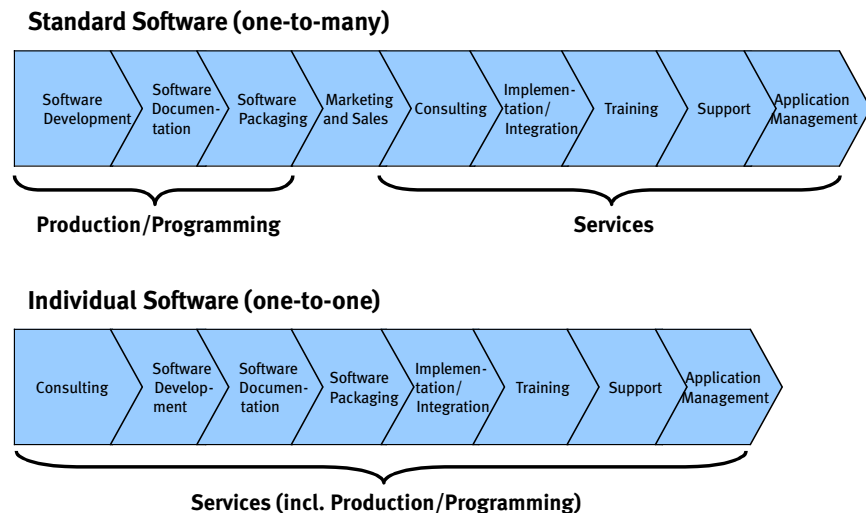 Standard Software (one-to-many)
Software
Development
Software
Documen-
tation
Software
Packaging
Marketing
and Sales
Consulting
Implemen-
tation/
Integration
Training
Support
Application
Management
Production/Programming
Services
Individual Software (one-to-one)
Consulting
Software
Develop-
ment
Software
Documen-
tation
Software
Packaging
Implemen-
tation/
Integration
Training
Support
Application
Management
Services (incl. Production/Programming)